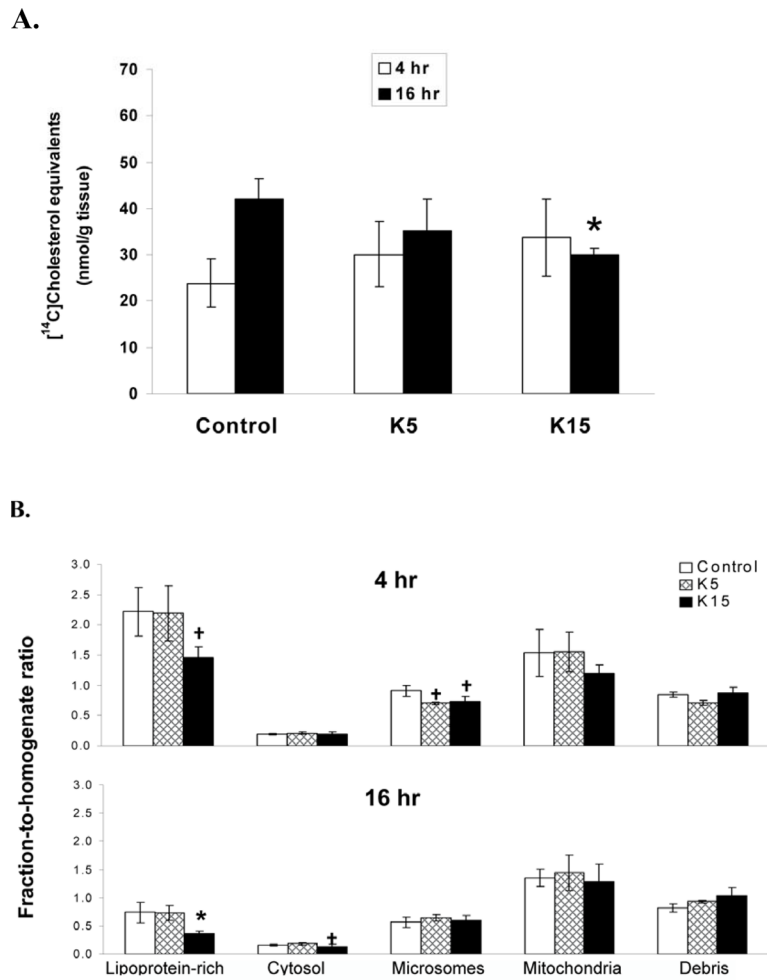 A.
70
60
50
40
30
20
10
0
[¹⁴C]Cholesterol equivalents
(nmol/g tissue)
4 hr
16 hr
*
Control K5 K15
B.
Fraction-to-homogenate ratio
3.0
2.5
2.0
1.5
1.0
0.5
0.0
4 hr
Control
K5
K15
✝
✝ ✝
3.0
2.5
2.0
1.5
1.0
0.5
0.0
16 hr
* ✝
Lipoprotein-rich Cytosol Microsomes Mitochondria Debris